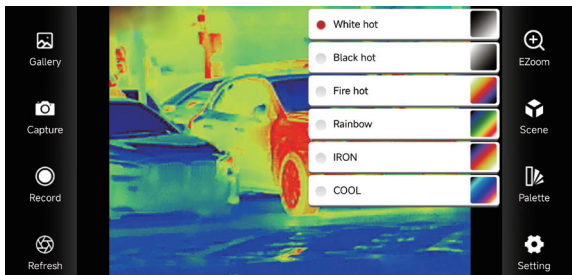 Gallery
Capture
Record
Refresh
White hot
Black hot
Fire hot
Rainbow
IRON
COOL
EZoom
Scene
Palette
Setting